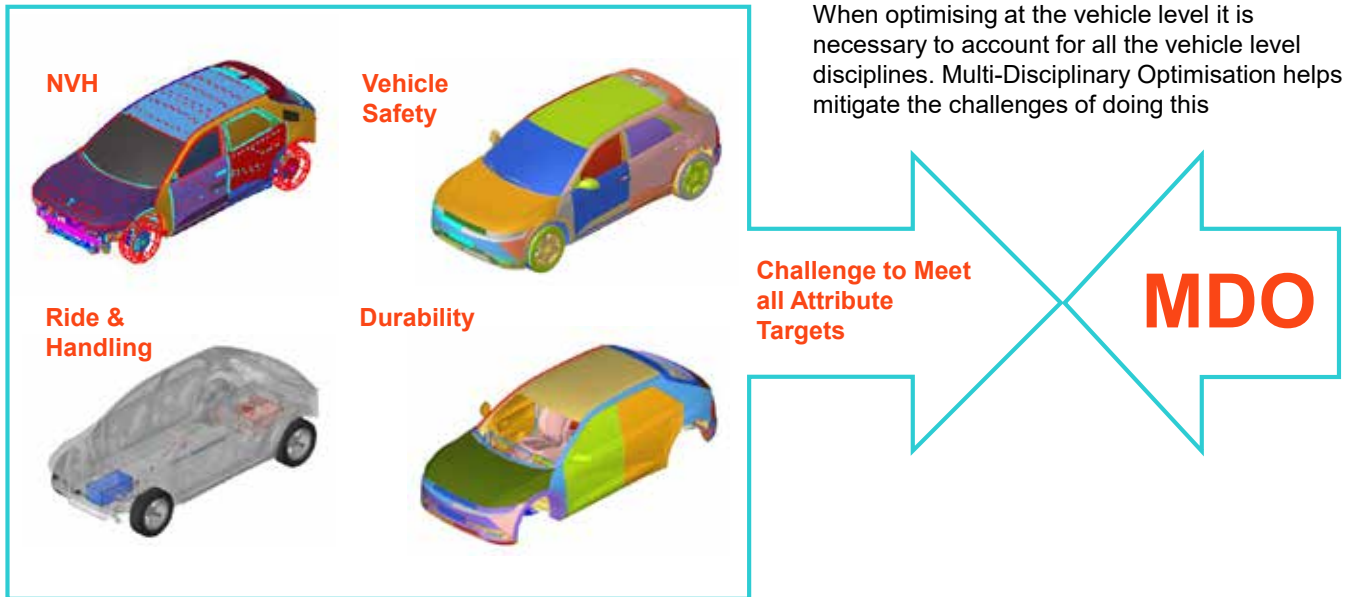 When optimising at the vehicle level it is
necessary to account for all the vehicle level
disciplines. Multi-Disciplinary Optimisation helps
mitigate the challenges of doing this
NVH
Vehicle
Safety
Ride &
Handling
Durability
Challenge to Meet
all Attribute
Targets
MDO